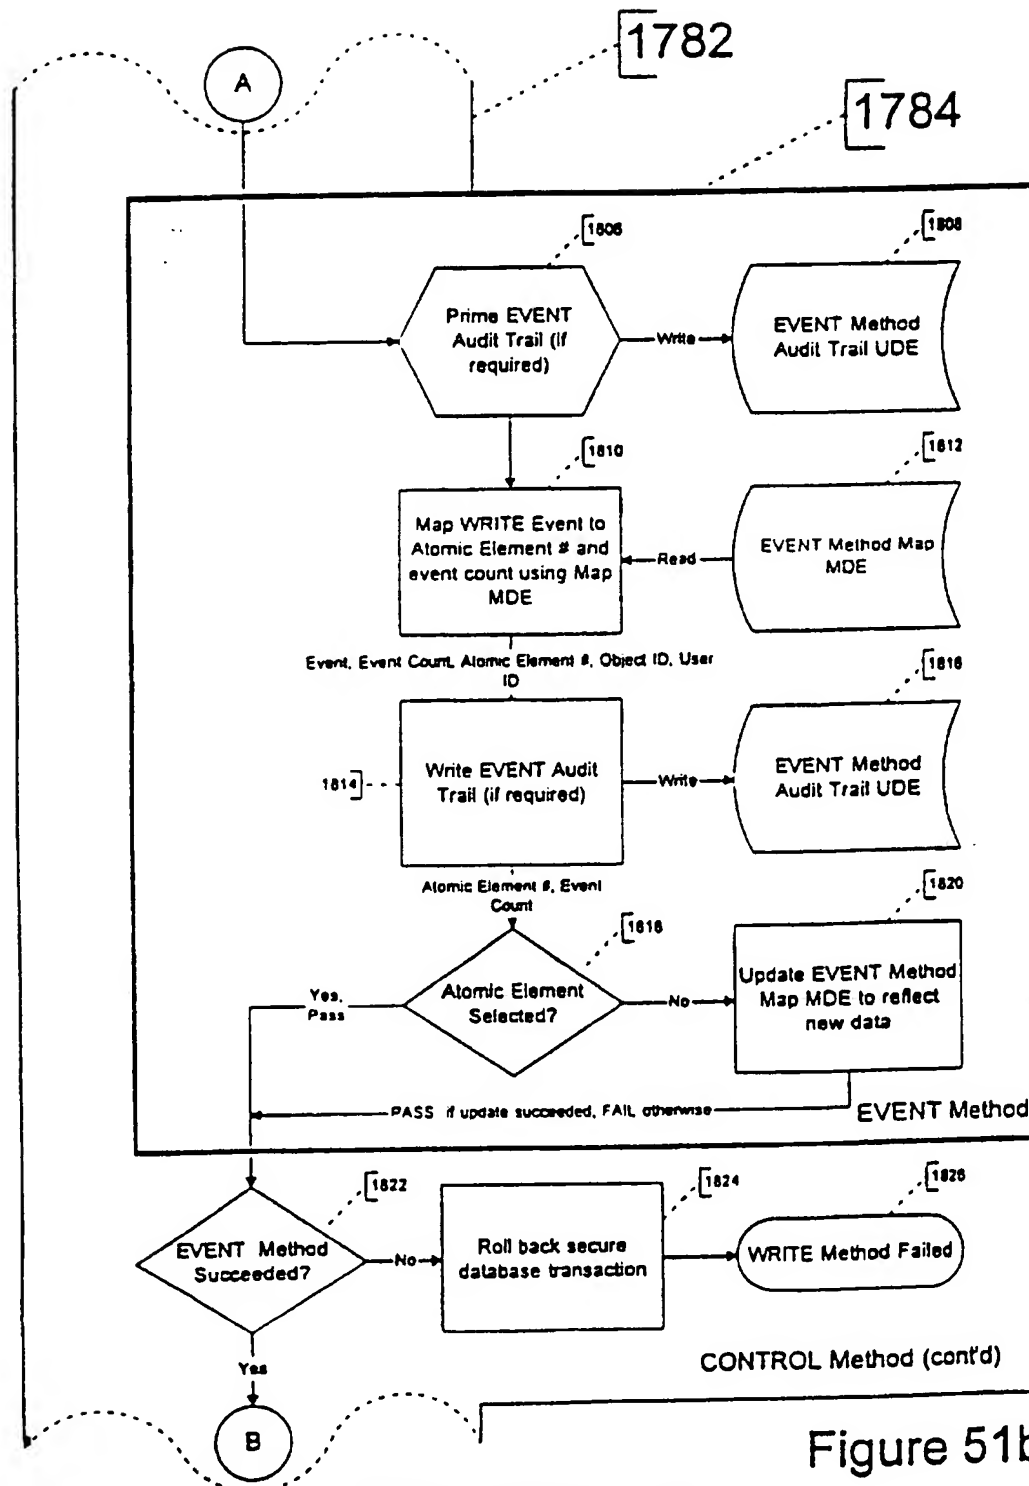 1782
1784
A
1806
1808
Prime EVENT
Audit Trail (if
required)
Write
EVENT Method
Audit Trail UDE
1810
1812
Map WRITE Event to
Atomic Element # and
event count using Map
MDE
Read
EVENT Method Map
MDE
Event, Event Count, Atomic Element #, Object ID, User
ID
1816
1814
Write EVENT Audit
Trail (if required)
Write
EVENT Method
Audit Trail UDE
Atomic Element #, Event
Count
1818
1820
Yes,
Pass
Atomic Element
Selected?
No
Update EVENT Method
Map MDE to reflect
new data
PASS if update succeeded, FAIL otherwise
EVENT Method
1822
1824
1826
EVENT Method
Succeeded?
No
Roll back secure
database transaction
WRITE Method Failed
Yes
CONTROL Method (cont'd)
B
Figure 51b